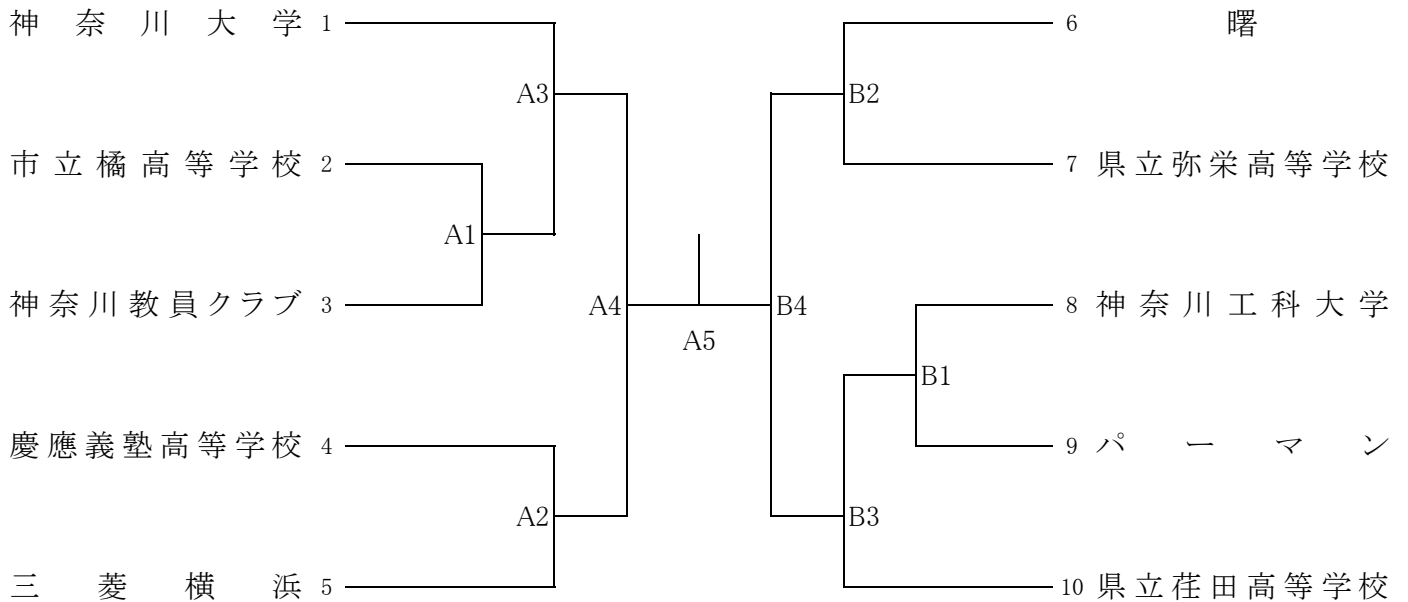 神奈川大学 1
A3
市立橘高等学校 2
A1
神奈川教員クラブ 3
A4
慶應義塾高等学校 4
A2
三菱横浜 5
A5
6 曙
B2
7 県立弥栄高等学校
B4
8 神奈川工科大学
B1
9 パーマン
B3
10 県立荏田高等学校